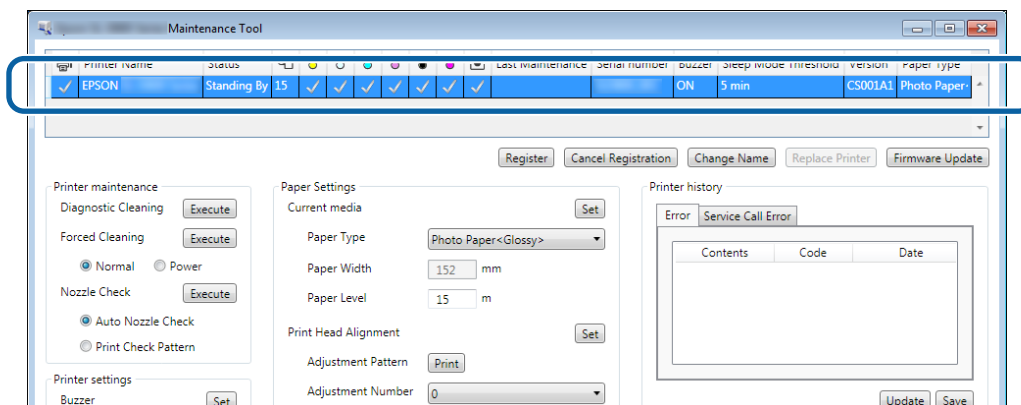 Maintenance Tool
Printer Name Status Last Maintenance Serial number Buzzer Sleep Mode Threshold Version Paper Type
EPSON Standing By 15 ON 5 min CS001A1 Photo Paper
Register Cancel Registration Change Name Replace Printer Firmware Update
Printer maintenance Paper Settings Printer history
Diagnostic Cleaning Execute Current media Set Error Service Call Error
Forced Cleaning Execute Paper Type Photo Paper<Glossy>
Contents Code Date
Normal Power Paper Width 152 mm
Nozzle Check Execute Paper Level 15 m
Auto Nozzle Check
Print Head Alignment Set
Print Check Pattern
Adjustment Pattern Print
Printer settings
Adjustment Number 0
Buzzer Set Update Save